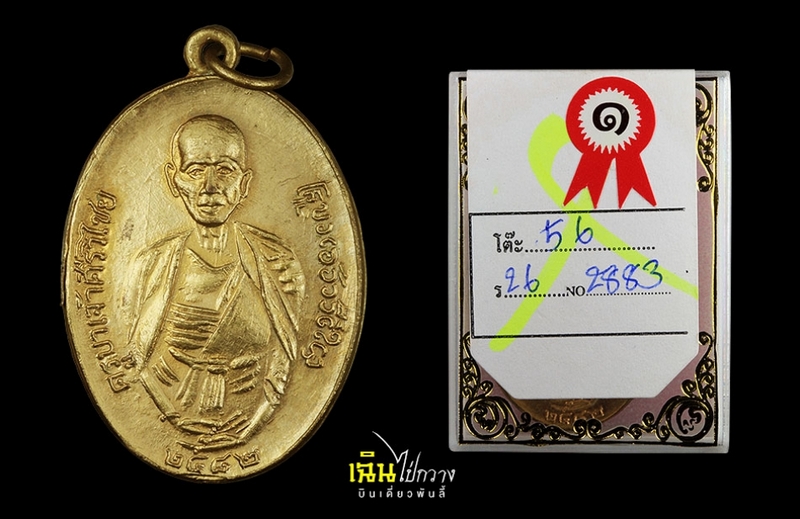 ครูบาเจ้าศีริวิไชย
๒๔๘๒
๑
โต๊ะ....56..............
ร 26 ......NO 2883
เฉินไป่กวาง
บินเดี่ยวพันลี้